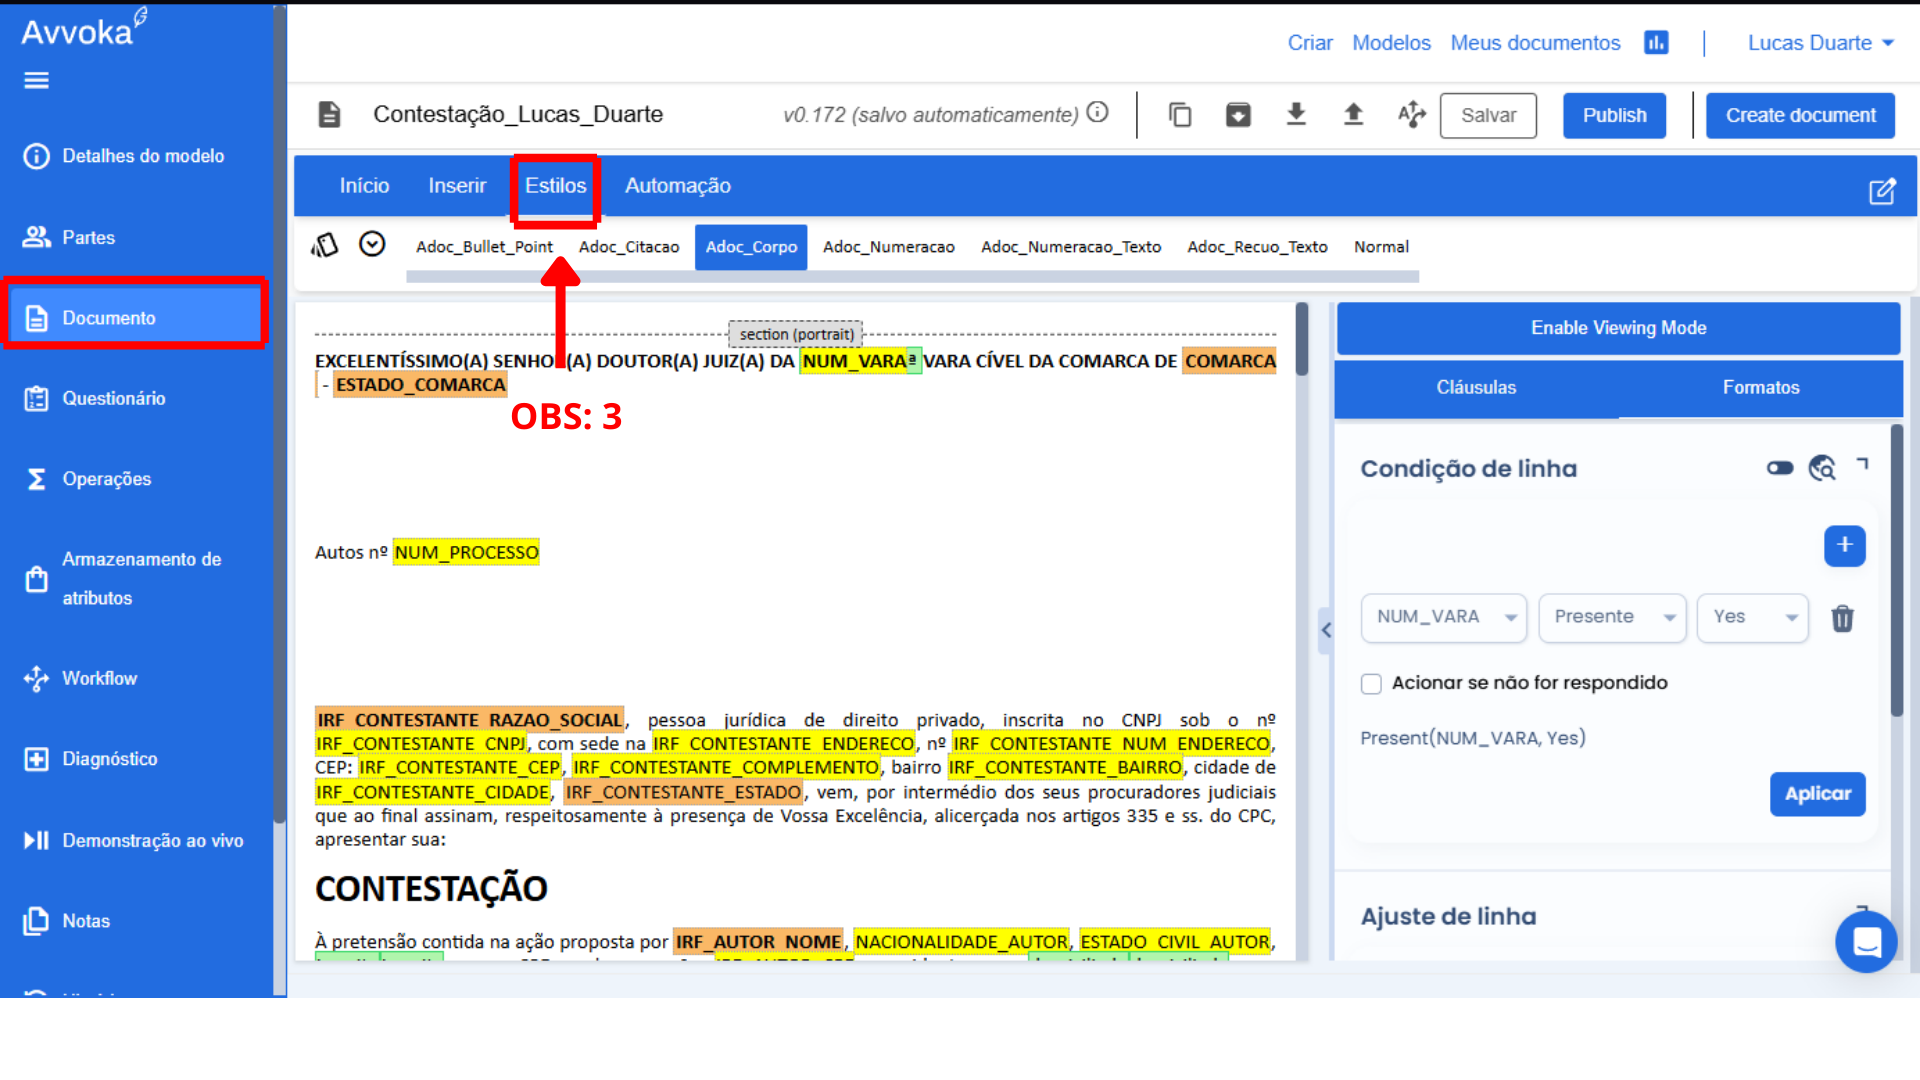 Avvoka
Criar Modelos Meus documentos Lucas Duarte
Contestação_Lucas_Duarte v0.172 (salvo automaticamente) Salvar Publish Create document
Detalhes do modelo
Partes
Documento
Questionário
Operações
Armazenamento de
atributos
Workflow
Diagnóstico
Demonstração ao vivo
Notas
Início Inserir Estilos Automação
Adoc_Bullet_Point Adoc_Citacao Adoc_Corpo Adoc_Numeracao Adoc_Numeracao_Texto Adoc_Recuo_Texto Normal
section (portrait)
EXCELENTÍSSIMO(A) SENHO (A) DOUTOR(A) JUIZ(A) DA NUM_VARAª VARA CÍVEL DA COMARCA DE COMARCA
- ESTADO_COMARCA
OBS: 3
Autos nº NUM_PROCESSO
IRF_CONTESTANTE_RAZAO_SOCIAL, pessoa jurídica de direito privado, inscrita no CNPJ sob o nº
IRF_CONTESTANTE_CNPJ, com sede na IRF_CONTESTANTE_ENDERECO, nº IRF_CONTESTANTE_NUM_ENDERECO,
CEP: IRF_CONTESTANTE_CEP, IRF_CONTESTANTE_COMPLEMENTO, bairro IRF_CONTESTANTE_BAIRRO, cidade de
IRF_CONTESTANTE_CIDADE, IRF_CONTESTANTE_ESTADO, vem, por intermédio dos seus procuradores judiciais
que ao final assinam, respeitosamente à presença de Vossa Excelência, alicerçada nos artigos 335 e ss. do CPC,
apresentar sua:
CONTESTAÇÃO
À pretensão contida na ação proposta por IRF_AUTOR_NOME, NACIONALIDADE_AUTOR, ESTADO_CIVIL_AUTOR,
Enable Viewing Mode
Cláusulas Formatos
Condição de linha
+
NUM_VARA Presente Yes
Acionar se não for respondido
Present(NUM_VARA, Yes)
Aplicar
Ajuste de linha